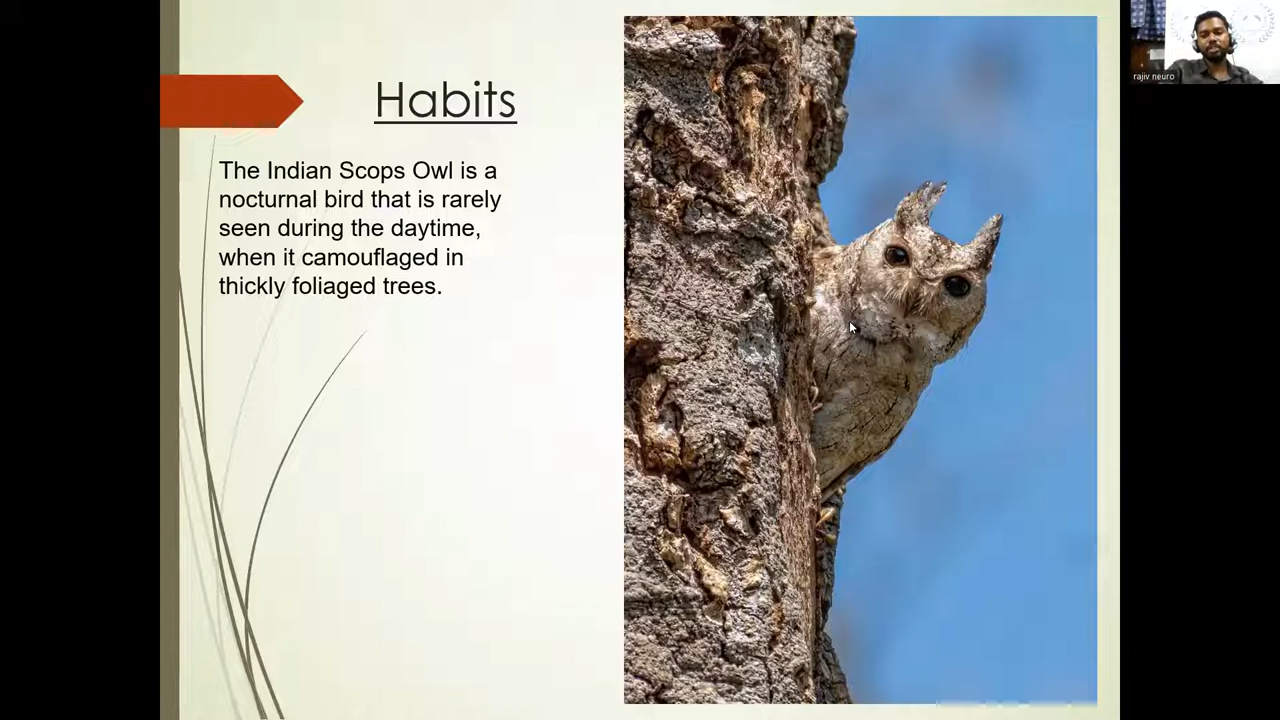 Habits
The Indian Scops Owl is a
nocturnal bird that is rarely
seen during the daytime,
when it camouflaged in
thickly foliaged trees.
rajiv neuro